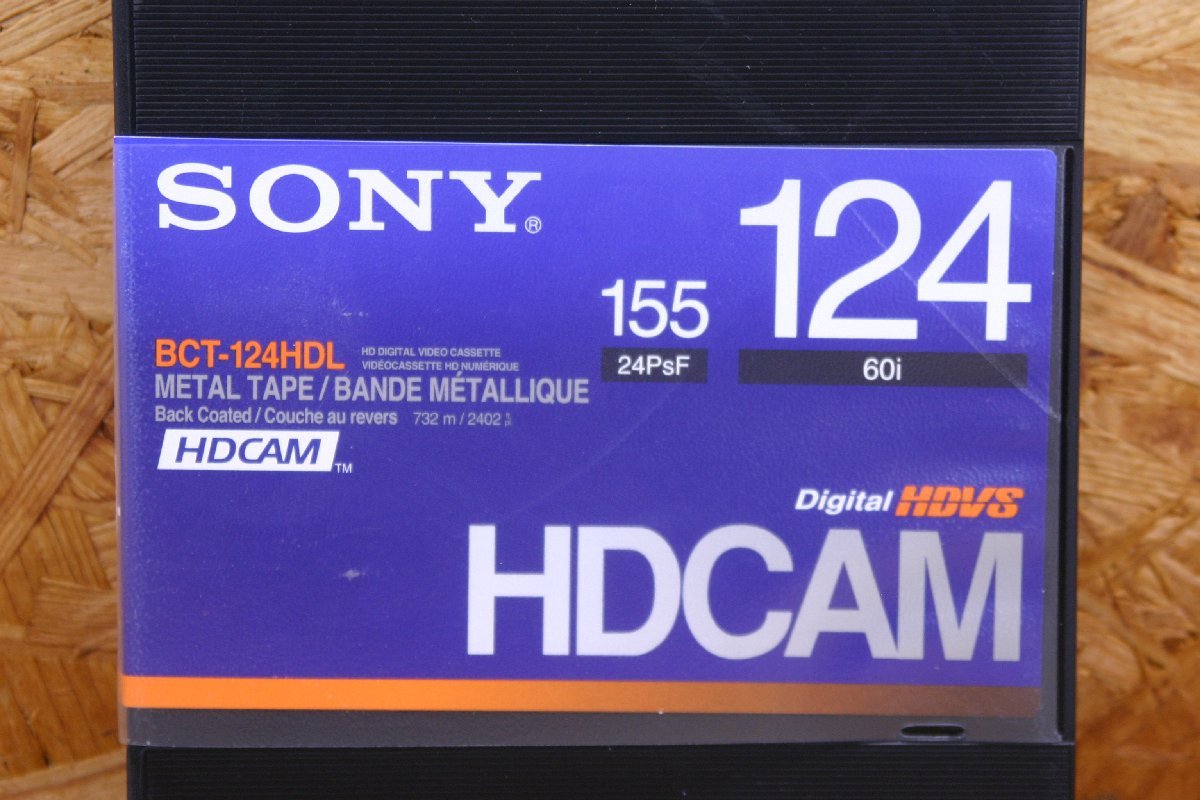 SONY®
124
155
24PsF
60i
BCT-124HDL
HD DIGITAL VIDEO CASSETTE
VIDÉOCASSETTE HD NUMÉRIQUE
METAL TAPE / BANDE MÉTALLIQUE
Back Coated / Couche au revers 732 m / 2402
HDCAM™
Digital HDVS
HDCAM